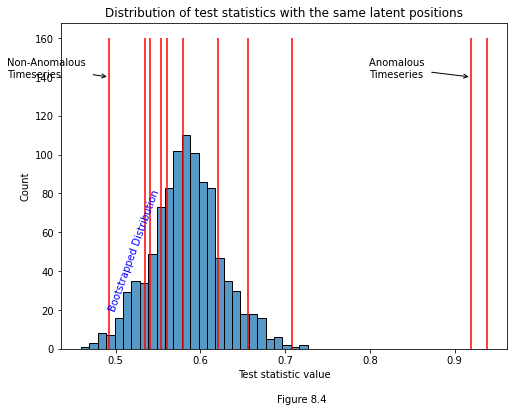 Distribution of test statistics with the same latent positions
160
Non-Anomalous
Timeseries
140
Anomalous
Timeseries
120
100
80
60
40
20
0
Count
Bootstrapped Distribution
0.5 0.6 0.7 0.8 0.9
Test statistic value
Figure 8.4